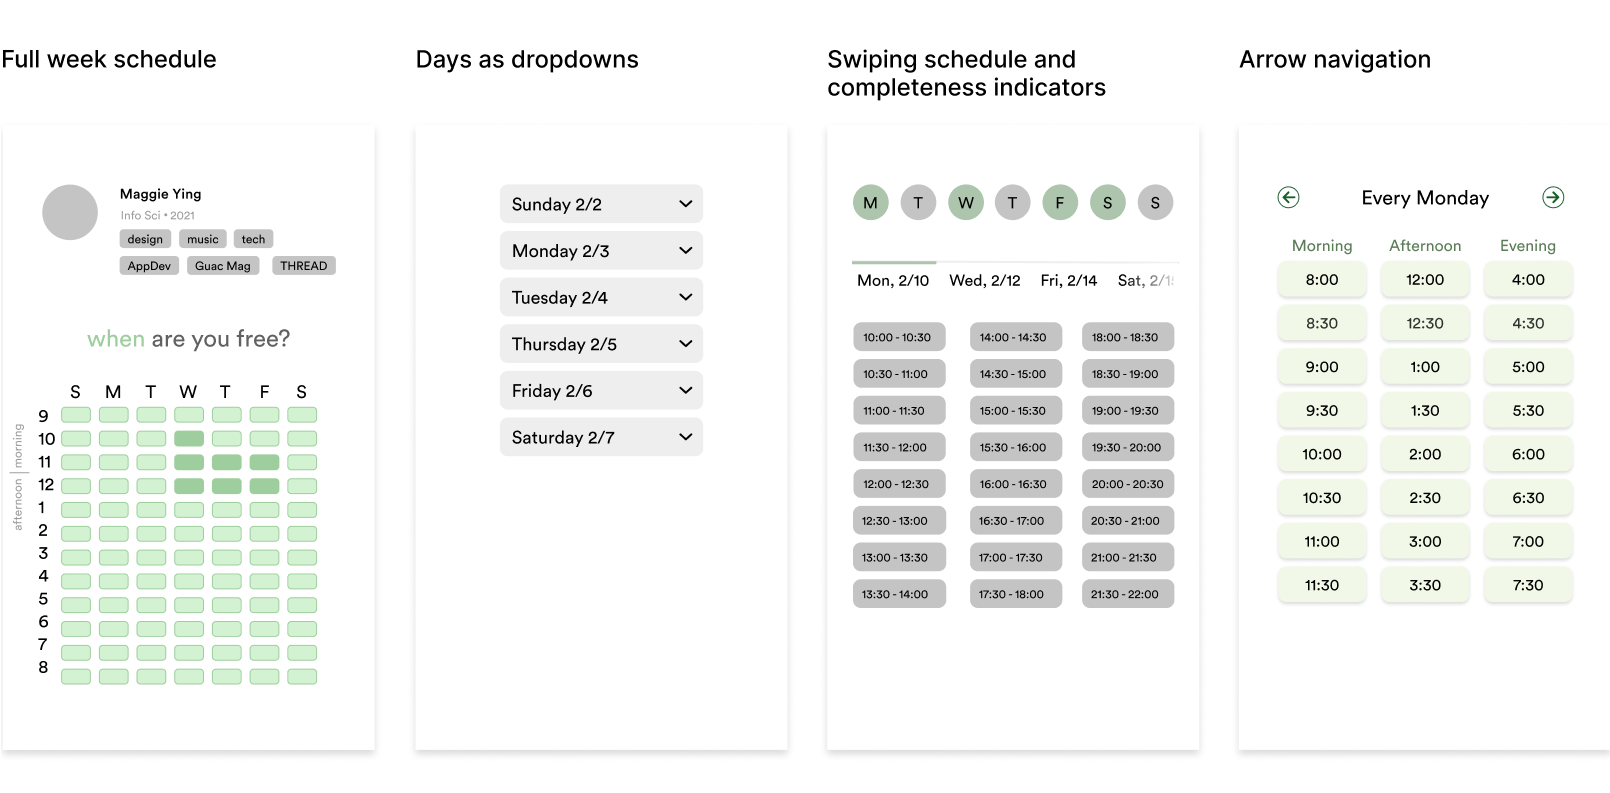 Full week schedule
Maggie Ying
Info Sci • 2021
design music tech
AppDev Guac Mag THREAD
when are you free?
S M T W T F S
morning
afternoon
9
10
11
12
1
2
3
4
5
6
7
8
Days as dropdowns
Sunday 2/2
Monday 2/3
Tuesday 2/4
Thursday 2/5
Friday 2/6
Saturday 2/7
Swiping schedule and
completeness indicators
M T W T F S S
Mon, 2/10 Wed, 2/12 Fri, 2/14 Sat, 2/15
10:00 - 10:30 14:00 - 14:30 18:00 - 18:30
10:30 - 11:00 14:30 - 15:00 18:30 - 19:00
11:00 - 11:30 15:00 - 15:30 19:00 - 19:30
11:30 - 12:00 15:30 - 16:00 19:30 - 20:00
12:00 - 12:30 16:00 - 16:30 20:00 - 20:30
12:30 - 13:00 16:30 - 17:00 20:30 - 21:00
13:00 - 13:30 17:00 - 17:30 21:00 - 21:30
13:30 - 14:00 17:30 - 18:00 21:30 - 22:00
Arrow navigation
Every Monday
Morning Afternoon Evening
8:00 12:00 4:00
8:30 12:30 4:30
9:00 1:00 5:00
9:30 1:30 5:30
10:00 2:00 6:00
10:30 2:30 6:30
11:00 3:00 7:00
11:30 3:30 7:30